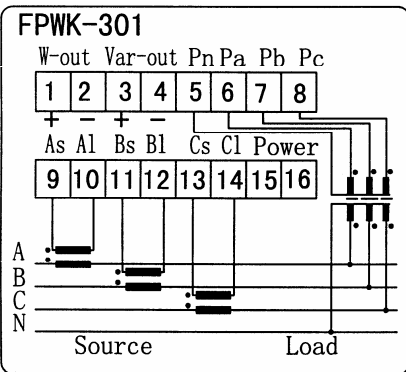 FPWK-301
W-out Var-out Pn Pa Pb Pc
1 2 3 4 5 6 7 8
+ − + −
As Al Bs Bl Cs Cl Power
9 10 11 12 13 14 15 16
A
B
C
N
Source Load